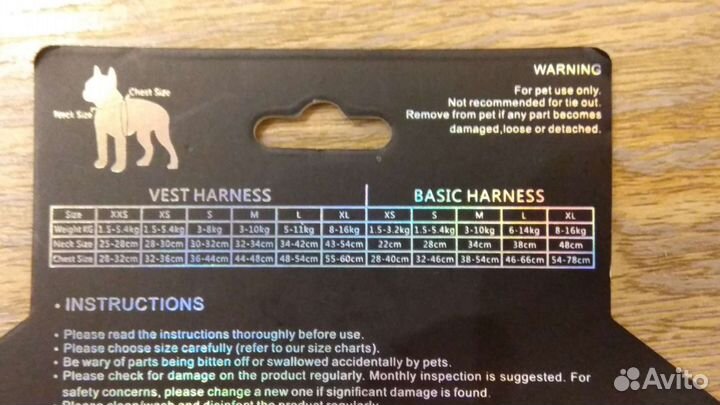 WARNING
For pet use only.
Not recommended for tie out.
Remove from pet if any part becomes
damaged,loose or detached.
Chest Size
Neck Size
VEST HARNESS BASIC HARNESS
Size XXS XS S M L XL XS S M L XL
Weight KG 1.5-5.4kg 1.5-5.4kg 3-8kg 3-10kg 5-11kg 8-16kg 1.5-3.2kg 1.5-5.4kg 3-10kg 6-14kg 8-16kg
Neck Size 25-28cm 28-30cm 30-32cm 32-34cm 34-42cm 43-54cm 22cm 28cm 34cm 38cm 48cm
Chest Size 28-32cm 32-36cm 36-44cm 44-48cm 48-54cm 55-60cm 28-40cm 32-46cm 38-54cm 46-66cm 54-78cm
• INSTRUCTIONS
• Please read the instructions thoroughly before use.
• Please choose size carefully (refer to our size charts).
• Be wary of parts being bitten off or swallowed accidentally by pets.
• Please check for damage on the product regularly. Monthly inspection is suggested. For
safety concerns, please change a new one if significant damage is found.
• Please clean/wash and disinfect the product regularly.
Avito